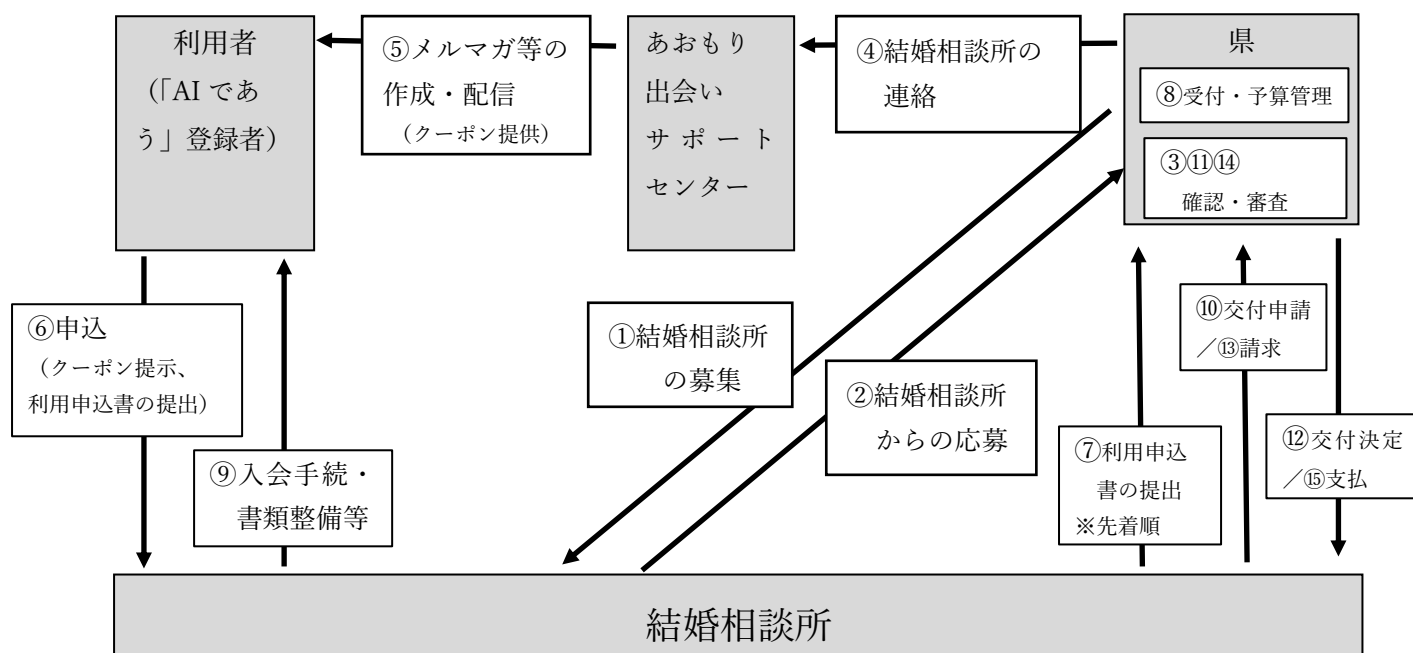 利用者
（「AI であ
う」登録者）
⑤メルマガ等の
作成・配信
（クーポン提供）
あおもり
出会い
サポート
センター
④結婚相談所の
連絡
県
⑧受付・予算管理
③⑪⑭
確認・審査
⑥申込
（クーポン提示、
利用申込書の提出）
⑨入会手続・
書類整備等
①結婚相談所
の募集
②結婚相談所
からの応募
⑦利用申込
書の提出
※先着順
⑩交付申請
／⑬請求
⑫交付決定
／⑮支払
結婚相談所